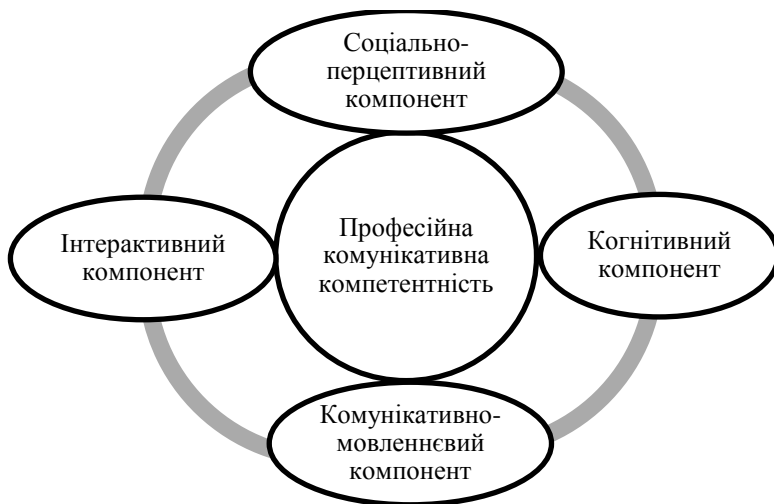 Соціально-
перцептивний
компонент
Інтерактивний
компонент
Професійна
комунікативна
компетентність
Когнітивний
компонент
Комунікативно-
мовленнєвий
компонент